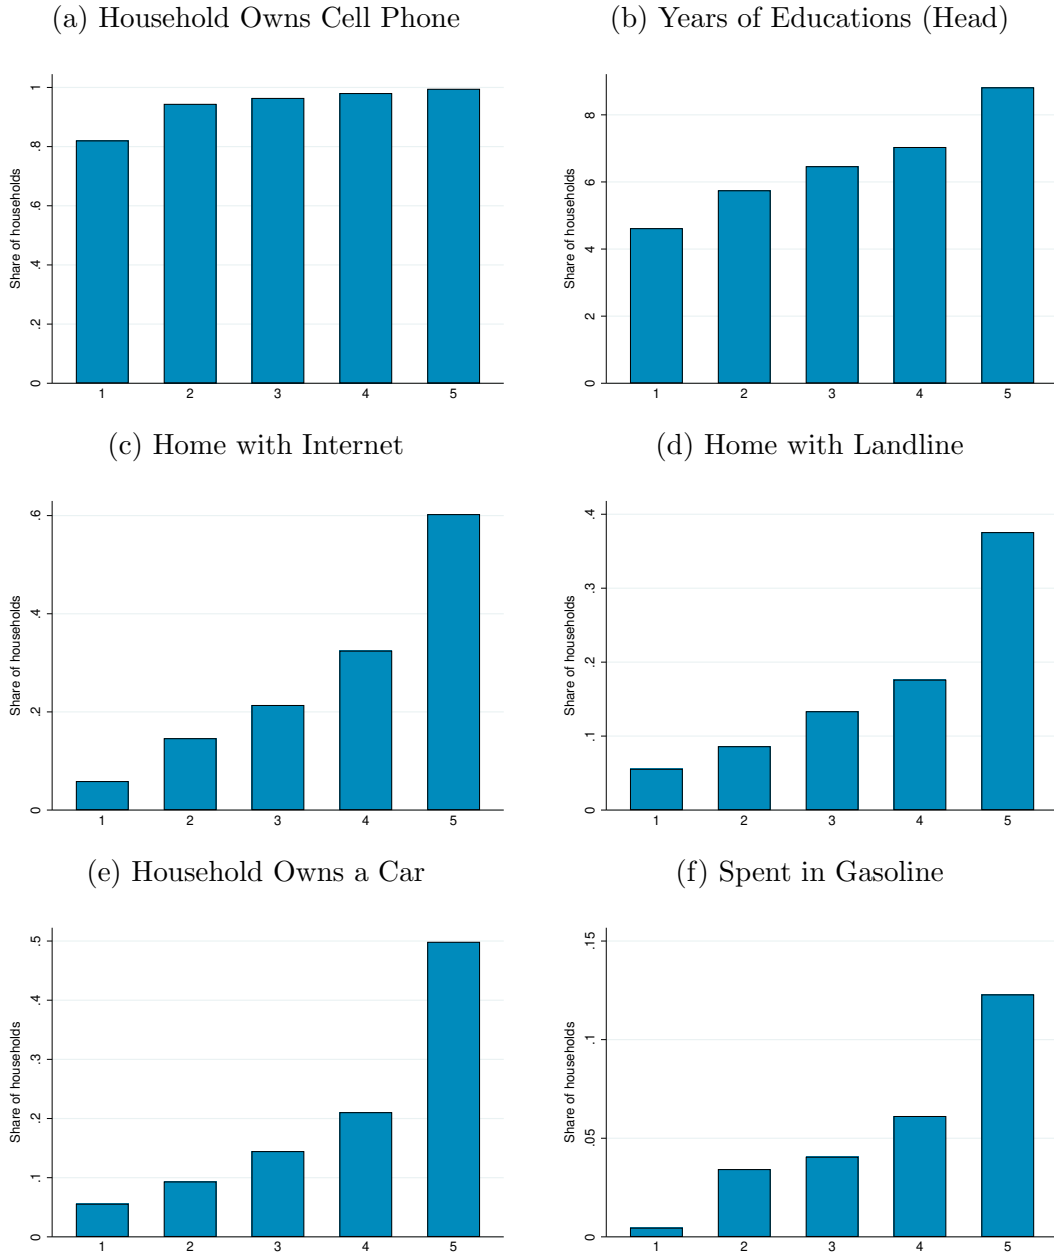 (a) Household Owns Cell Phone
Share of households
1
.8
.6
.4
.2
0
1 2 3 4 5
(b) Years of Educations (Head)
Share of households
8
6
4
2
0
1 2 3 4 5
(c) Home with Internet
Share of households
.6
.4
.2
0
1 2 3 4 5
(d) Home with Landline
Share of households
.4
.3
.2
.1
0
1 2 3 4 5
(e) Household Owns a Car
Share of households
.5
.4
.3
.2
.1
0
1 2 3 4 5
(f) Spent in Gasoline
Share of households
.15
.1
.05
0
1 2 3 4 5